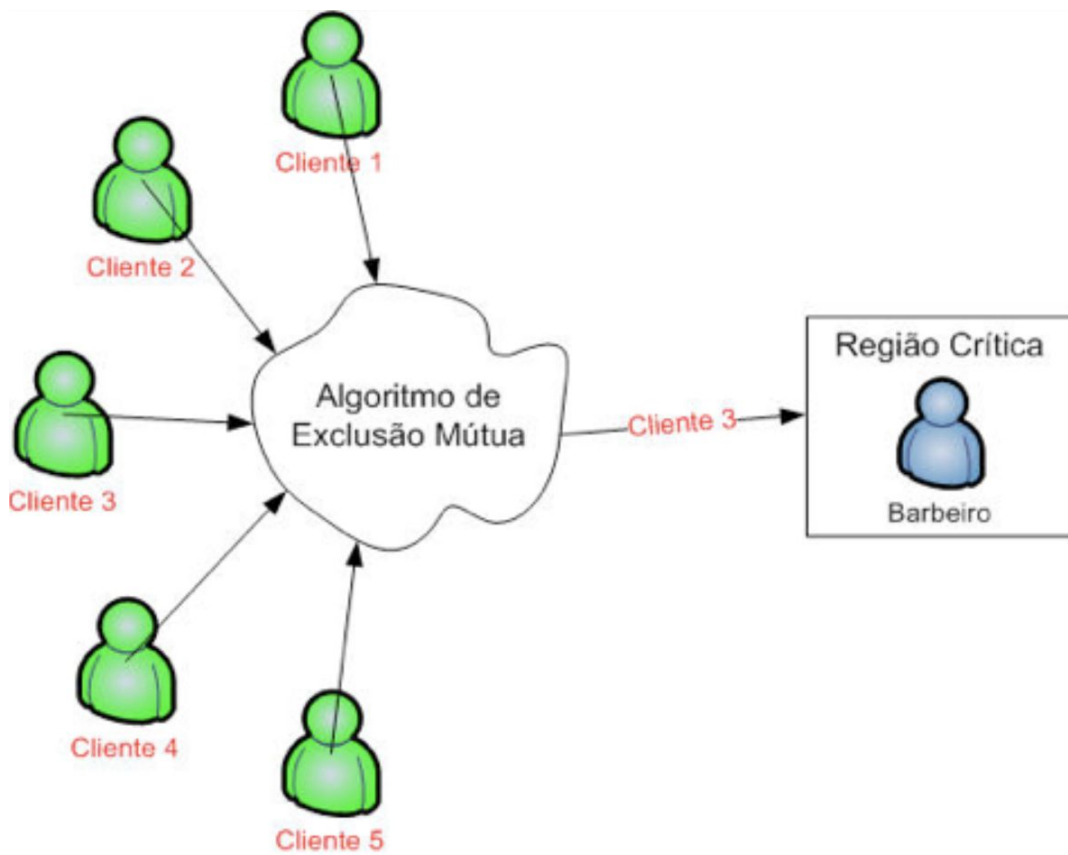 Cliente 1
Cliente 2
Cliente 3
Cliente 4
Cliente 5
Algoritmo de
Exclusão Mútua
Cliente 3
Região Crítica
Barbeiro